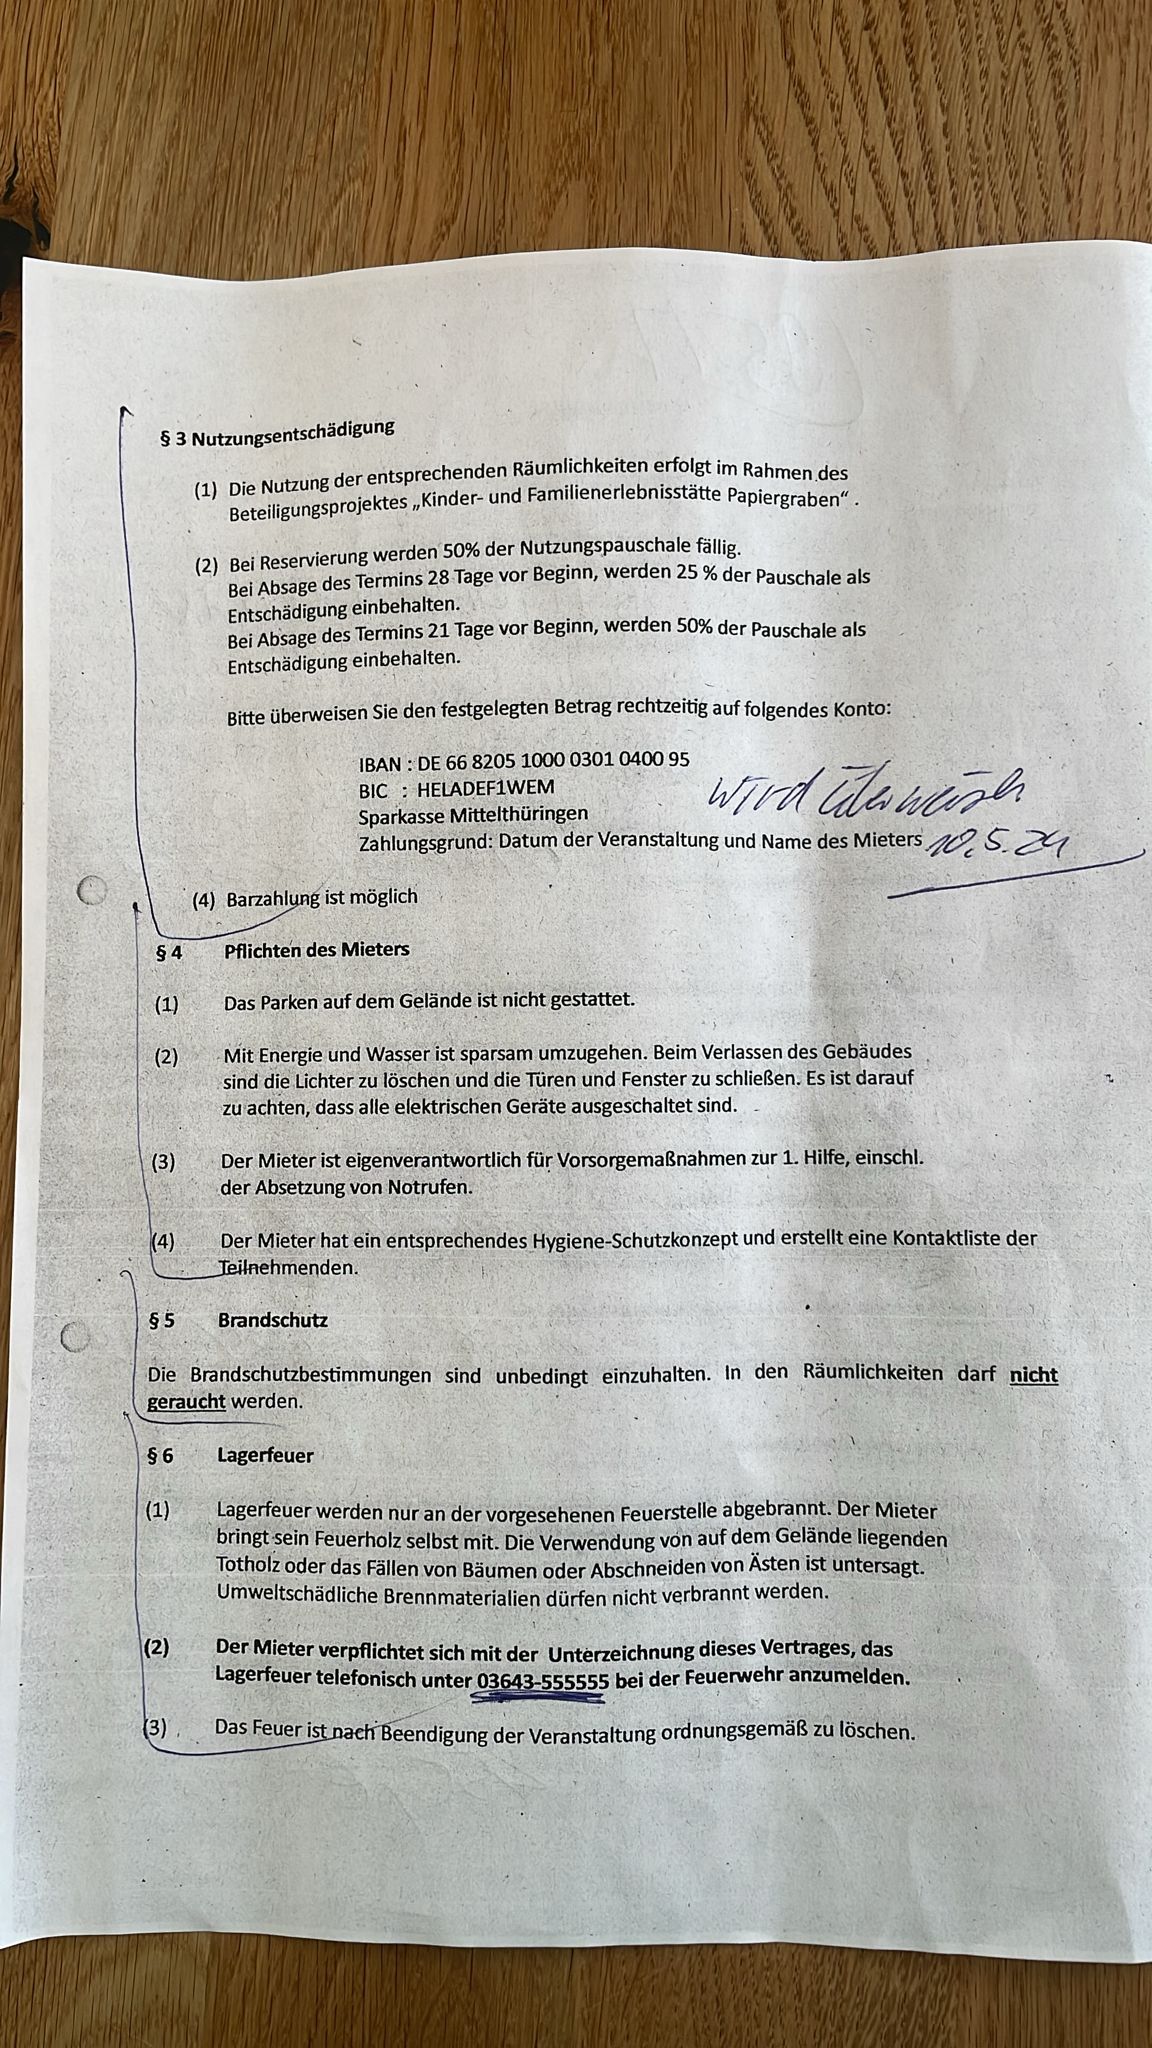 § 3 Nutzungsentschädigung
(1) Die Nutzung der entsprechenden Räumlichkeiten erfolgt im Rahmen des
Beteiligungsprojektes „Kinder- und Familienerlebnisstätte Papiergraben“ .
(2) Bei Reservierung werden 50% der Nutzungspauschale fällig.
Bei Absage des Termins 28 Tage vor Beginn, werden 25 % der Pauschale als
Entschädigung einbehalten.
Bei Absage des Termins 21 Tage vor Beginn, werden 50% der Pauschale als
Entschädigung einbehalten.
Bitte überweisen Sie den festgelegten Betrag rechtzeitig auf folgendes Konto:
IBAN : DE 66 8205 1000 0301 0400 95
BIC : HELADEF1WEM
wird überweisen
Sparkasse Mittelthüringen
Zahlungsgrund: Datum der Veranstaltung und Name des Mieters 10.5.24
(4) Barzahlung ist möglich
§ 4 Pflichten des Mieters
(1) Das Parken auf dem Gelände ist nicht gestattet.
(2) Mit Energie und Wasser ist sparsam umzugehen. Beim Verlassen des Gebäudes
sind die Lichter zu löschen und die Türen und Fenster zu schließen. Es ist darauf
zu achten, dass alle elektrischen Geräte ausgeschaltet sind.
(3) Der Mieter ist eigenverantwortlich für Vorsorgemaßnahmen zur 1. Hilfe, einschl.
der Absetzung von Notrufen.
(4) Der Mieter hat ein entsprechendes Hygiene-Schutzkonzept und erstellt eine Kontaktliste der
Teilnehmenden.
§ 5 Brandschutz
Die Brandschutzbestimmungen sind unbedingt einzuhalten. In den Räumlichkeiten darf nicht
geraucht werden.
§ 6 Lagerfeuer
(1) Lagerfeuer werden nur an der vorgesehenen Feuerstelle abgebrannt. Der Mieter
bringt sein Feuerholz selbst mit. Die Verwendung von auf dem Gelände liegenden
Totholz oder das Fällen von Bäumen oder Abschneiden von Ästen ist untersagt.
Umweltschädliche Brennmaterialien dürfen nicht verbrannt werden.
(2) Der Mieter verpflichtet sich mit der Unterzeichnung dieses Vertrages, das
Lagerfeuer telefonisch unter 03643-555555 bei der Feuerwehr anzumelden.
(3) Das Feuer ist nach Beendigung der Veranstaltung ordnungsgemäß zu löschen.